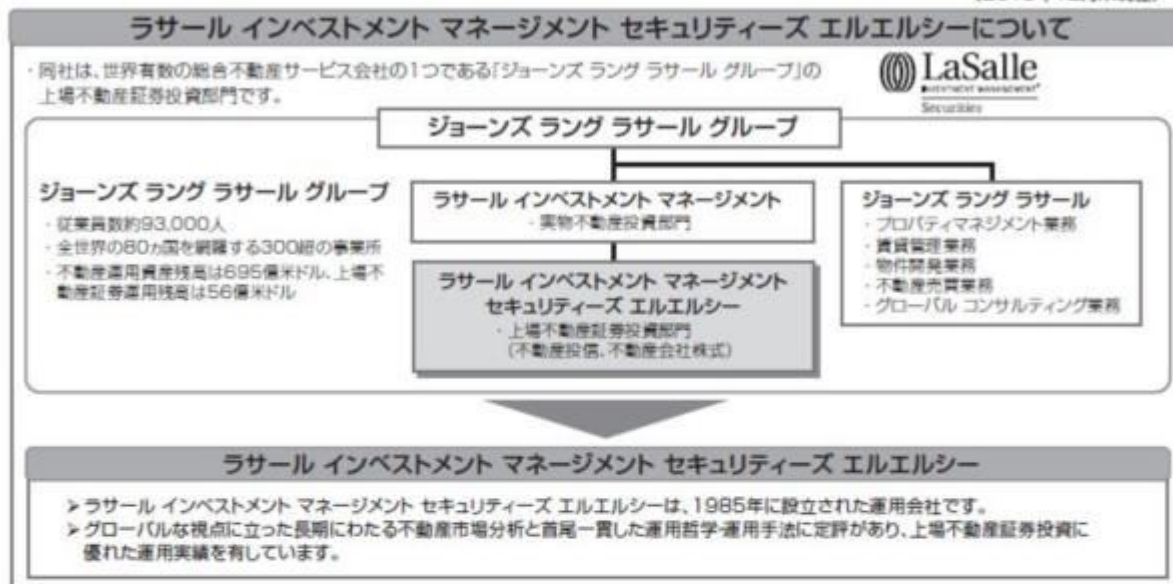 ラサール インベストメント マネージメント セキュリティーズ エルエルシーについて
・同社は、世界有数の総合不動産サービス会社の1つである「ジョーンズ ラング ラサール グループ」の
上場不動産証券投資部門です。
LaSalle
INVESTMENT MANAGEMENT
Securities
ジョーンズ ラング ラサール グループ
ジョーンズ ラング ラサール グループ
・従業員数約93,000人
・全世界の80ヵ国を網羅する300超の事業所
・不動産運用資産残高は695億米ドル、上場不
動産証券運用残高は56億米ドル
ラサール インベストメント マネージメント
・実物不動産投資部門
ラサール インベストメント マネージメント
セキュリティーズ エルエルシー
・上場不動産証券投資部門
(不動産投信、不動産会社株式)
ジョーンズ ラング ラサール
・プロパティマネジメント業務
・賃貸管理業務
・物件開発業務
・不動産売買業務
・グローバル コンサルティング業務
ラサール インベストメント マネージメント セキュリティーズ エルエルシー
➢ラサール インベストメント マネージメント セキュリティーズ エルエルシーは、1985年に設立された運用会社です。
➢グローバルな視点に立った長期にわたる不動産市場分析と首尾一貫した運用哲学・運用手法に定評があり、上場不動産証券投資に
優れた運用実績を有しています。